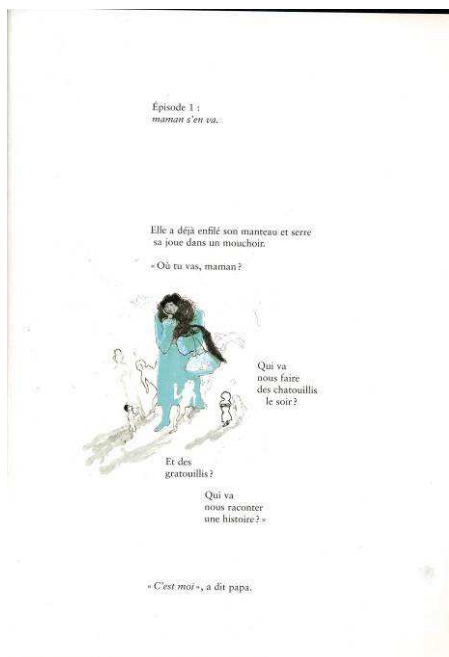 Épisode 1 :
maman s'en va.
Elle a déjà enfilé son manteau et serre
sa joue dans un mouchoir.
« Où tu vas, maman ?
Qui va
nous faire
des chatouillis
le soir ?
Et des
gratouillis ?
Qui va
nous raconter
une histoire ? »
« C'est moi », a dit papa.